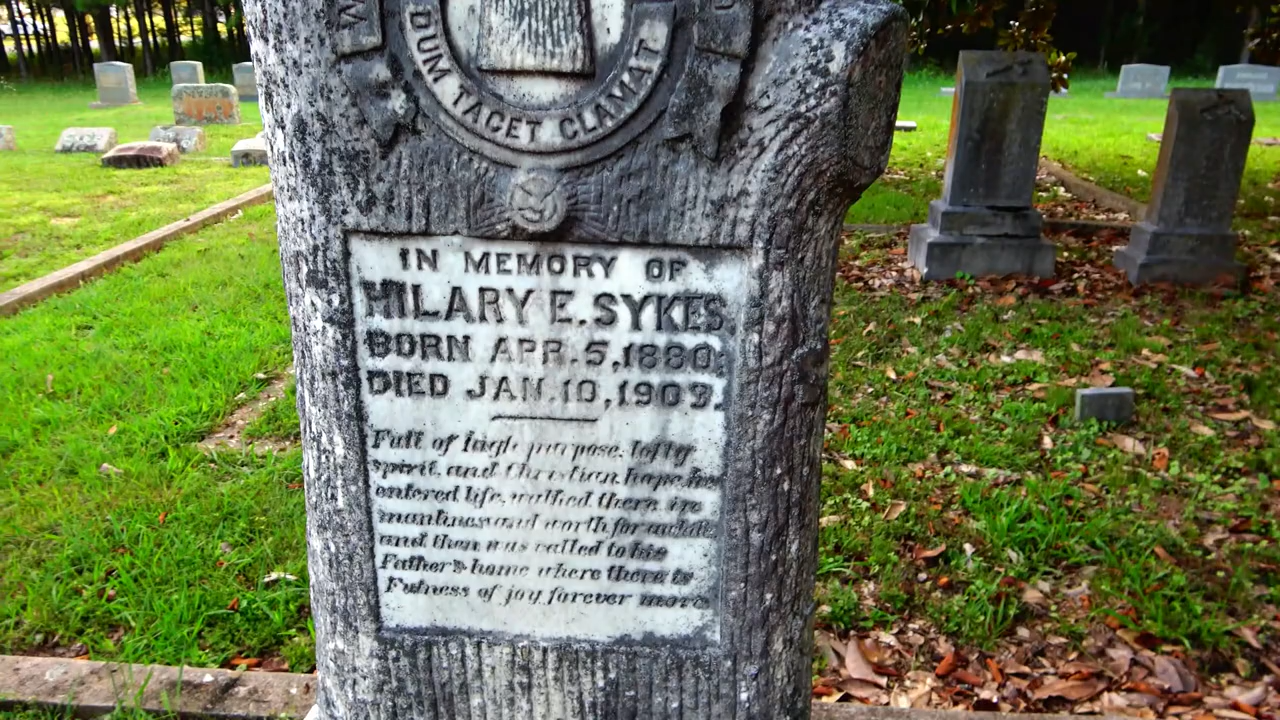 W
DUM TACET CLAMAT
IN MEMORY OF
HILARY E. SYKES
BORN APR. 5, 1880;
DIED JAN. 10, 1903.
Full of high purpose, lofty
spirit, and Christian hope, he
entered life, walked there in
manliness and worth for awhile
and then was called to his
Father's home where there is
Fulness of joy forever more